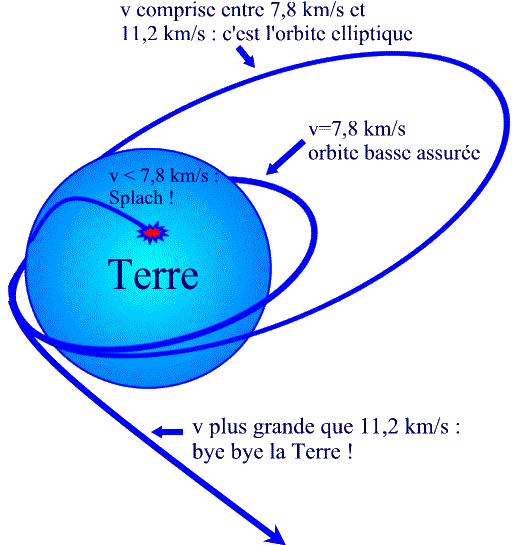 v comprise entre 7,8 km/s et
11,2 km/s : c'est l'orbite elliptique
v=7,8 km/s
orbite basse assurée
v < 7,8 km/s :
Splach !
Terre
v plus grande que 11,2 km/s :
bye bye la Terre !